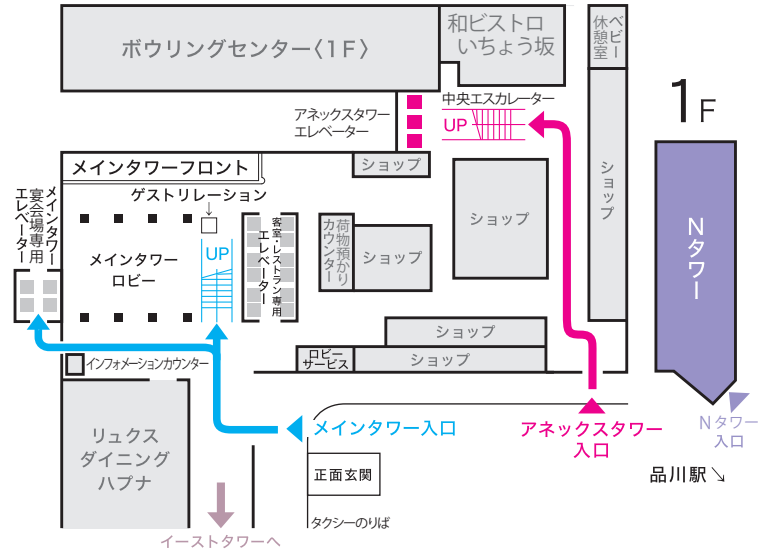 ボウリングセンター〈1F〉
和ビストロ
いちょう坂
ベビー
休憩室
1F
アネックスタワー
エレベーター
中央エスカレーター
UP
メインタワーフロント
ショップ
ショップ
ゲストリレーション
メインタワー
宴会場専用
エレベーター
メインタワー
ロビー
UP
客室・レストラン専用
エレベーター
荷物預かり
カウンター
ショップ
ショップ
Nタワー
ショップ
ロビー
サービス
ショップ
インフォメーションカウンター
リュクス
ダイニング
ハプナ
メインタワー入口
アネックスタワー
入口
Nタワー
入口
正面玄関
品川駅↘
タクシーのりば
イーストタワーへ